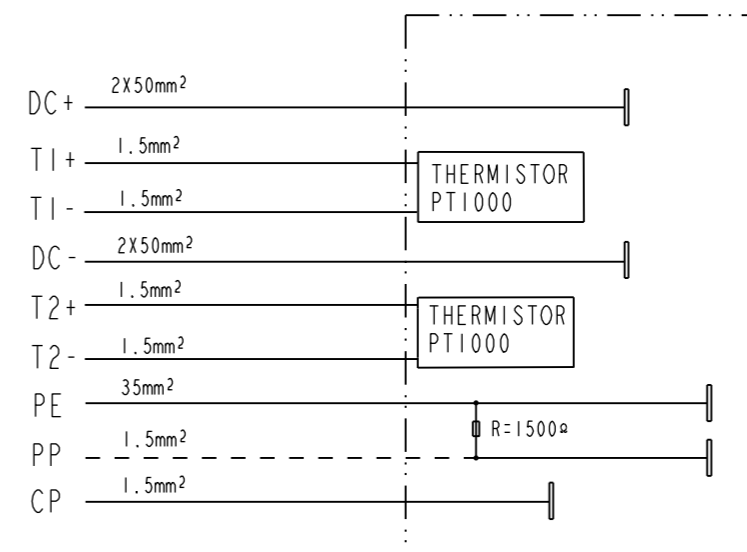 DC+ 2X50mm²
T1+ 1.5mm²
THERMISTOR
PT1000
T1- 1.5mm²
DC- 2X50mm²
T2+ 1.5mm²
THERMISTOR
PT1000
T2- 1.5mm²
PE 35mm²
R=1500Ω
PP 1.5mm²
CP 1.5mm²